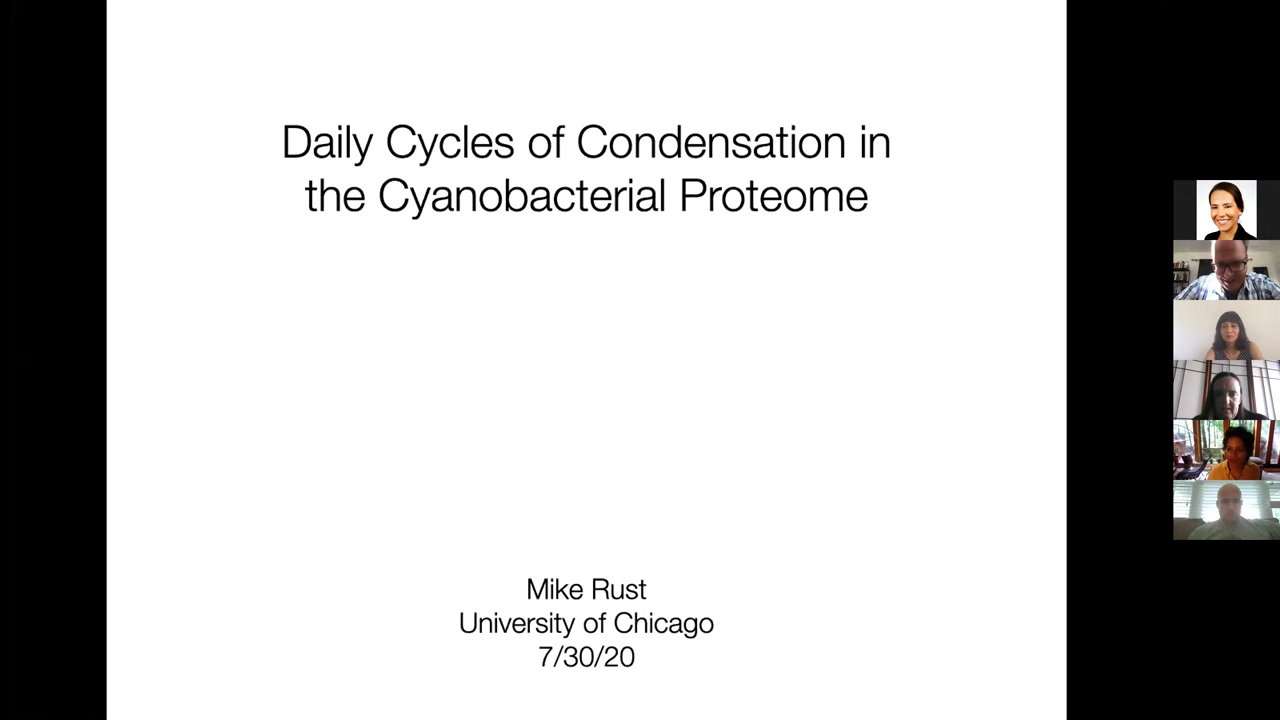 Daily Cycles of Condensation in
the Cyanobacterial Proteome
Mike Rust
University of Chicago
7/30/20